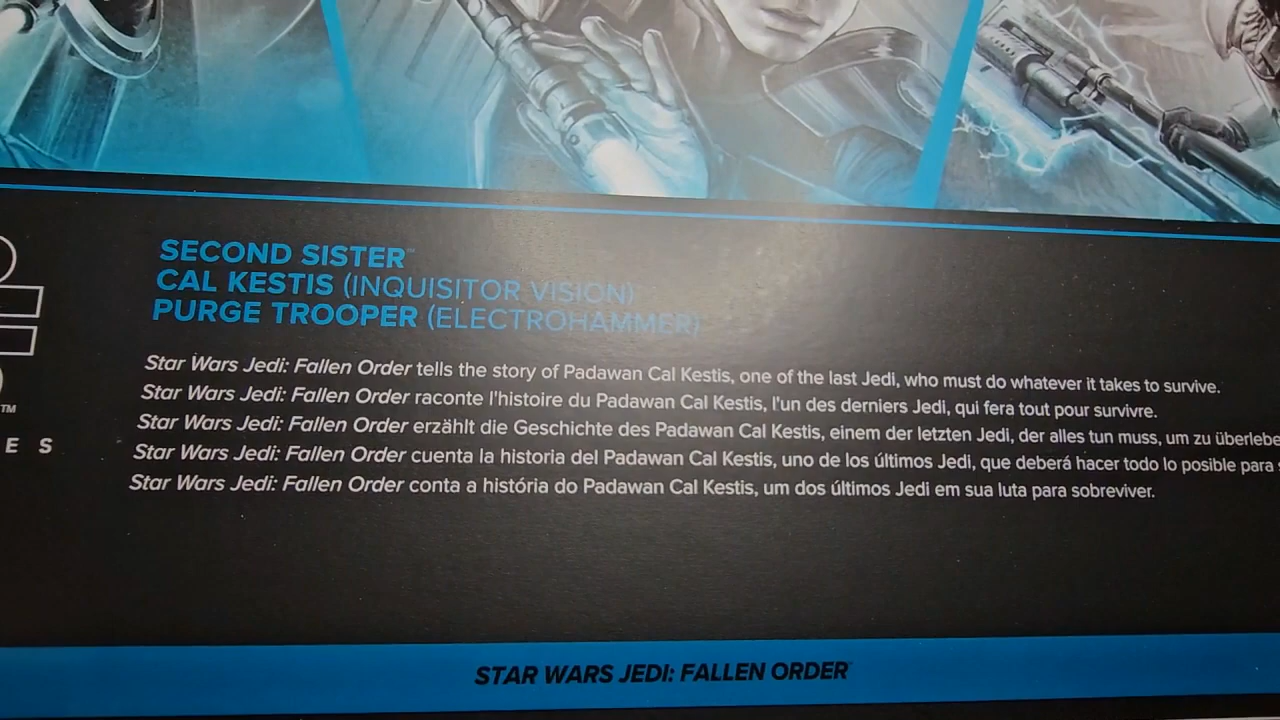 SECOND SISTER™
CAL KESTIS (INQUISITOR VISION)
PURGE TROOPER (ELECTROHAMMER)
Star Wars Jedi: Fallen Order tells the story of Padawan Cal Kestis, one of the last Jedi, who must do whatever it takes to survive.
Star Wars Jedi: Fallen Order raconte l'histoire du Padawan Cal Kestis, l'un des derniers Jedi, qui fera tout pour survivre.
Star Wars Jedi: Fallen Order erzählt die Geschichte des Padawan Cal Kestis, einem der letzten Jedi, der alles tun muss, um zu überlebe
Star Wars Jedi: Fallen Order cuenta la historia del Padawan Cal Kestis, uno de los últimos Jedi, que deberá hacer todo lo posible para
Star Wars Jedi: Fallen Order conta a história do Padawan Cal Kestis, um dos últimos Jedi em sua luta para sobreviver.
TM
E S
STAR WARS JEDI: FALLEN ORDER